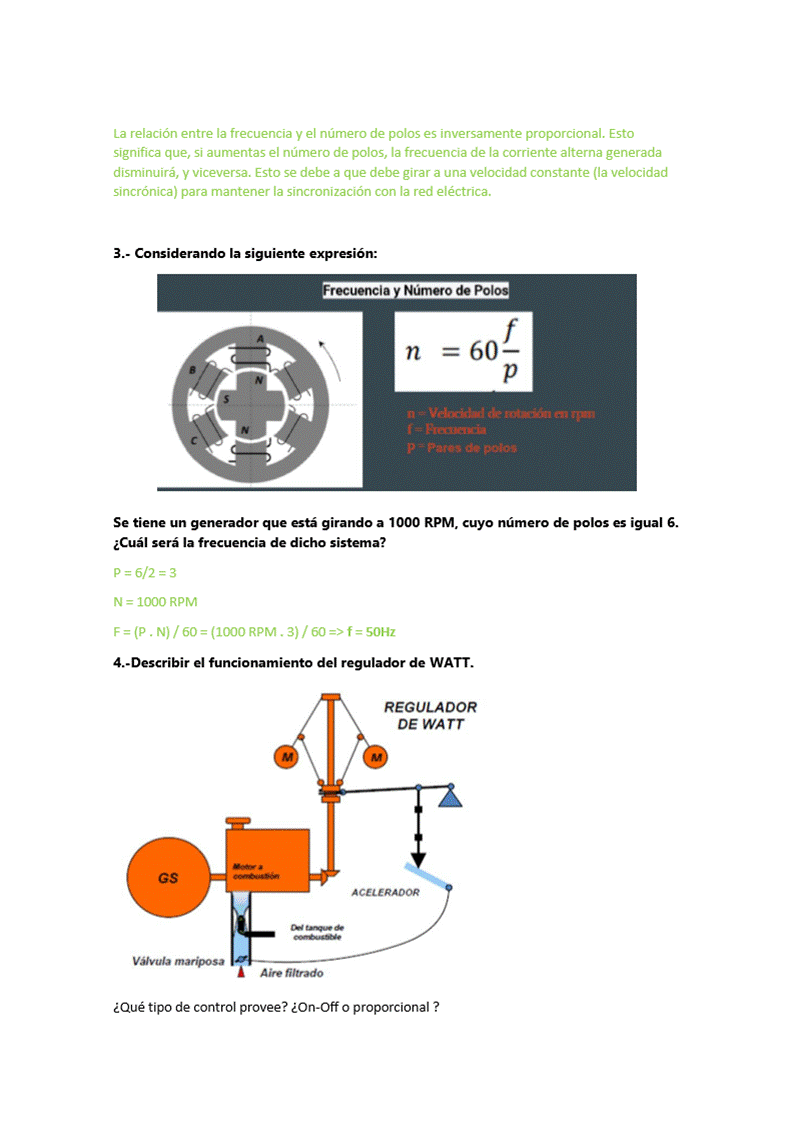 La relación entre la frecuencia y el número de polos es inversamente proporcional. Esto
significa que, si aumentas el número de polos, la frecuencia de la corriente alterna generada
disminuirá, y viceversa. Esto se debe a que debe girar a una velocidad constante (la velocidad
sincrónica) para mantener la sincronización con la red eléctrica.
3.- Considerando la siguiente expresión:
Frecuencia y Número de Polos
A
B
N
S
C
N
n = 60 f/p
n = Velocidad de rotación en rpm
f = Frecuencia
P = Pares de polos
Se tiene un generador que está girando a 1000 RPM, cuyo número de polos es igual 6.
¿Cuál será la frecuencia de dicho sistema?
P = 6/2 = 3
N = 1000 RPM
F = (P . N) / 60 = (1000 RPM . 3) / 60 => f = 50Hz
4.-Describir el funcionamiento del regulador de WATT.
REGULADOR
DE WATT
M
M
GS
Motor a
combustión
ACELERADOR
Del tanque de
combustible
Válvula mariposa
Aire filtrado
¿Qué tipo de control provee? ¿On-Off o proporcional ?